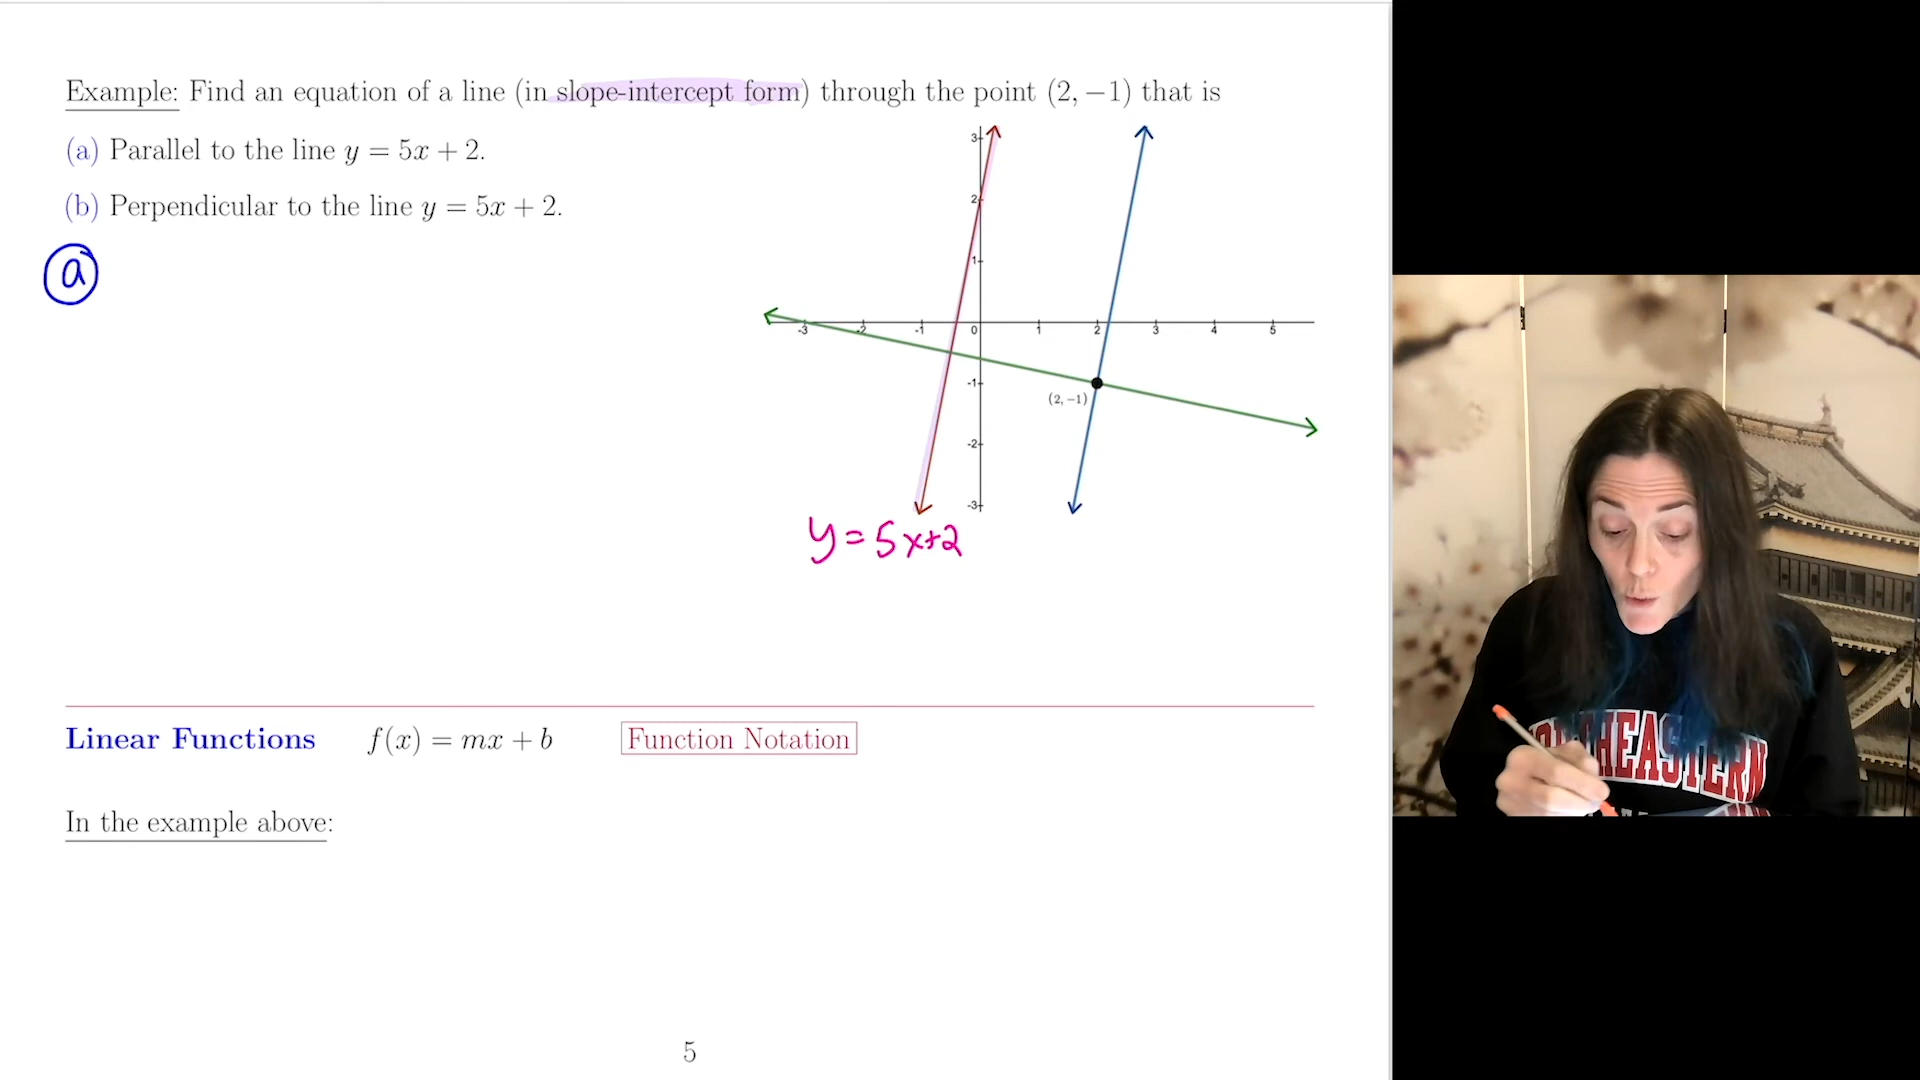 Example: Find an equation of a line (in slope-intercept form) through the point (2, −1) that is
(a) Parallel to the line y = 5x + 2.
(b) Perpendicular to the line y = 5x + 2.
a
3
2
1
-3 -2 -1 0 1 2 3 4 5
-1
(2, −1)
-2
-3
y = 5x+2
Linear Functions f(x) = mx + b Function Notation
In the example above:
5
HEASTERN